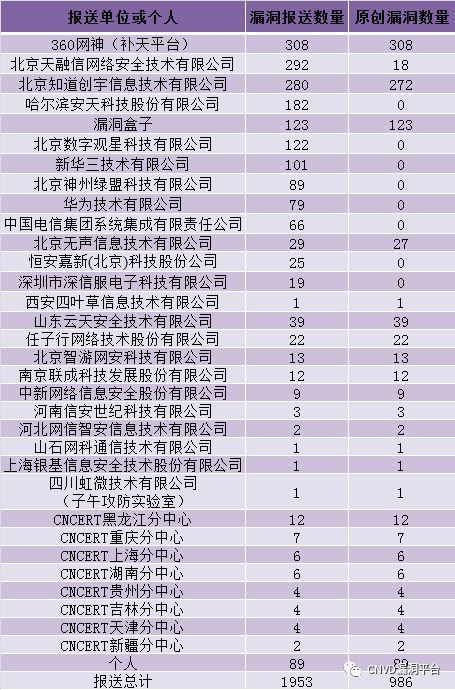 报送单位或个人 漏洞报送数量 原创漏洞数量
360网神（补天平台） 308 308
北京天融信网络安全技术有限公司 292 18
北京知道创宇信息技术有限公司 280 272
哈尔滨安天科技股份有限公司 182 0
漏洞盒子 123 123
北京数字观星科技有限公司 122 0
新华三技术有限公司 101 0
北京神州绿盟科技有限公司 89 0
华为技术有限公司 79 0
中国电信集团系统集成有限责任公司 66 0
北京无声信息技术有限公司 29 27
恒安嘉新(北京)科技股份公司 25 0
深圳市深信服电子科技有限公司 19 0
西安四叶草信息技术有限公司 1 1
山东云天安全技术有限公司 39 39
任子行网络技术股份有限公司 22 22
北京智游网安科技有限公司 13 13
南京联成科技发展股份有限公司 12 12
中新网络信息安全股份有限公司 9 9
河南信安世纪科技有限公司 3 3
河北网信智安信息技术有限公司 2 2
山石网科通信技术有限公司 1 1
上海银基信息安全技术股份有限公司 1 1
四川虹微技术有限公司
（子午攻防实验室） 1 1
CNCERT黑龙江分中心 12 12
CNCERT重庆分中心 7 7
CNCERT上海分中心 6 6
CNCERT湖南分中心 6 6
CNCERT贵州分中心 4 4
CNCERT吉林分中心 4 4
CNCERT天津分中心 4 4
CNCERT新疆分中心 2 2
个人 89 89
CNVD漏洞平台
报送总计 1953 986